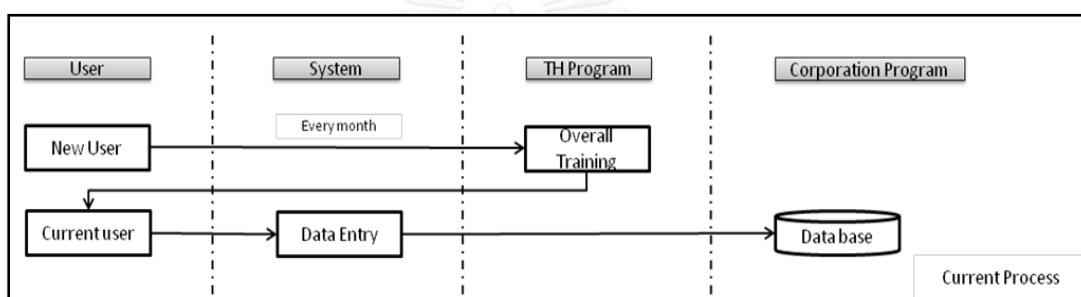 User
System
TH Program
Corporation Program
Every month
New User
Overall
Training
Current user
Data Entry
Data base
Current Process